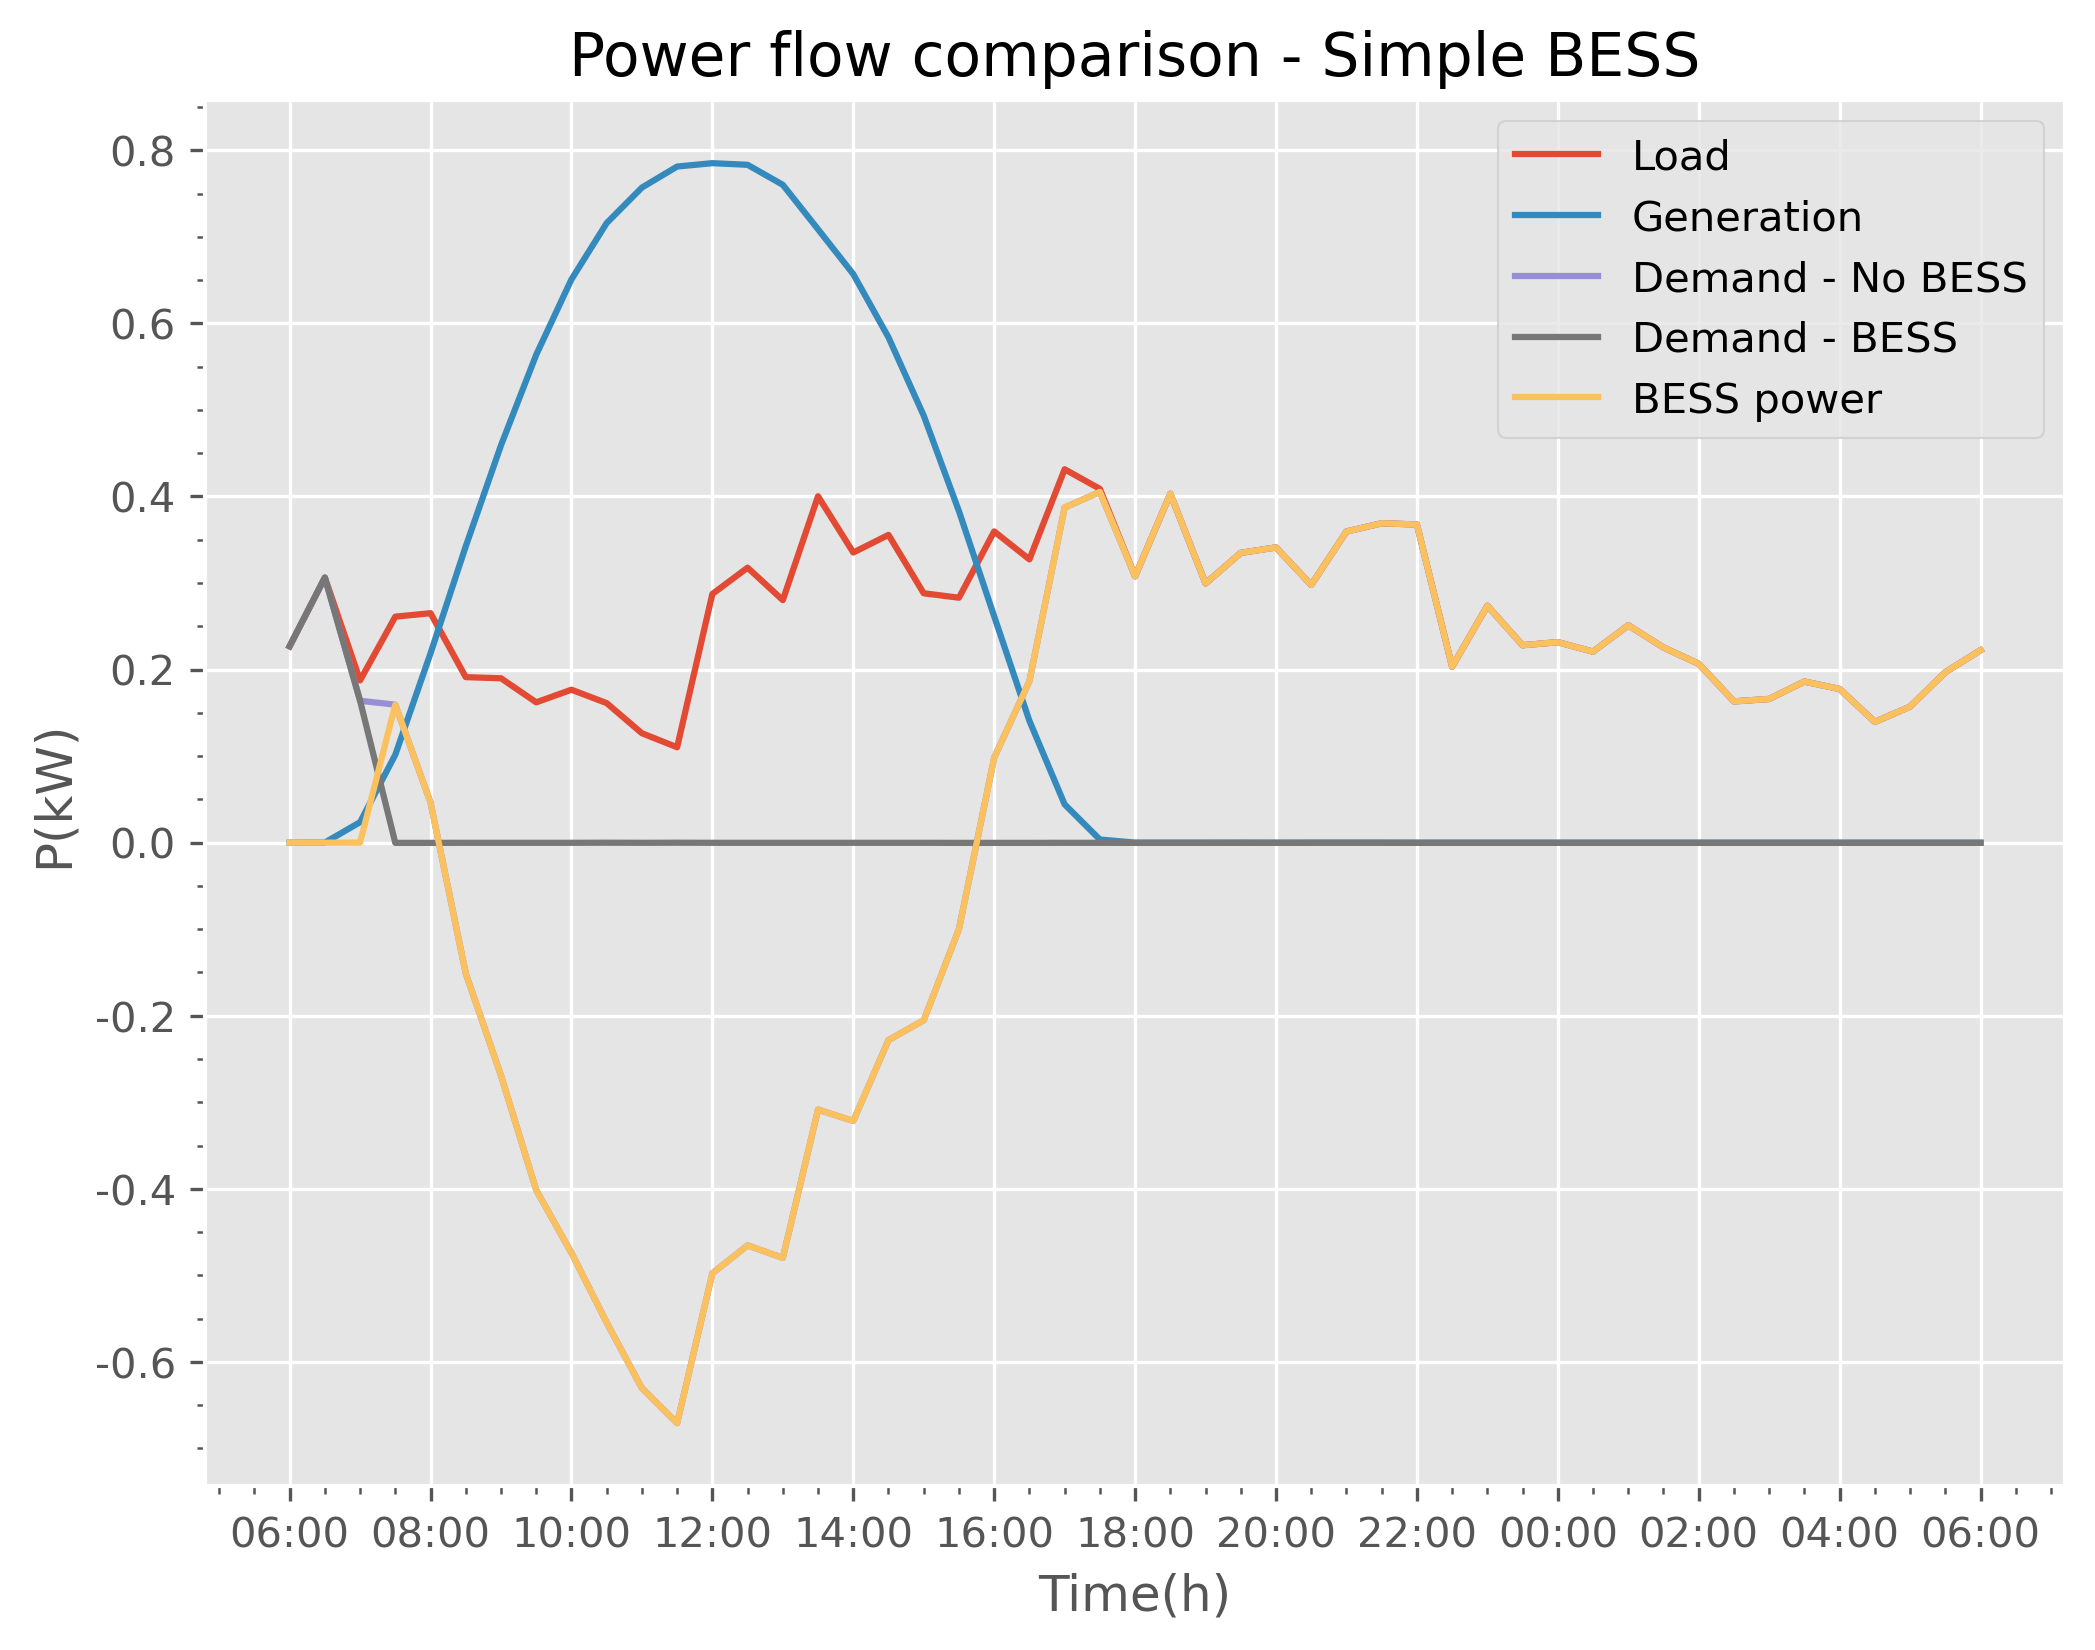 Power flow comparison - Simple BESS
Load
Generation
Demand - No BESS
Demand - BESS
BESS power
0.8
0.6
0.4
0.2
0.0
-0.2
-0.4
-0.6
P(kW)
06:00 08:00 10:00 12:00 14:00 16:00 18:00 20:00 22:00 00:00 02:00 04:00 06:00
Time(h)